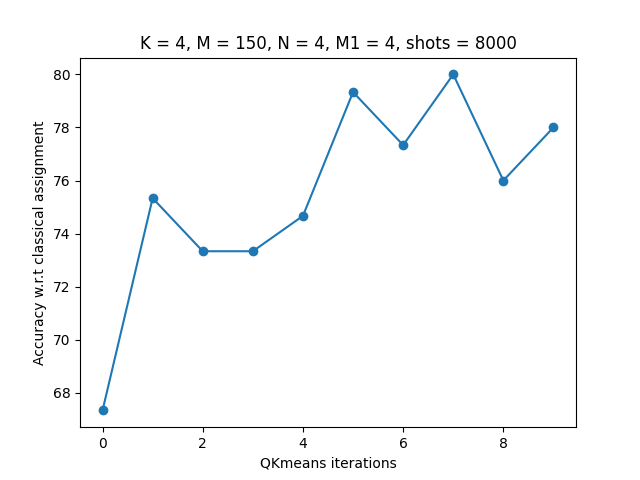 K = 4, M = 150, N = 4, M1 = 4, shots = 8000
Accuracy w.r.t classical assignment
80
78
76
74
72
70
68
0 2 4 6 8
QKmeans iterations